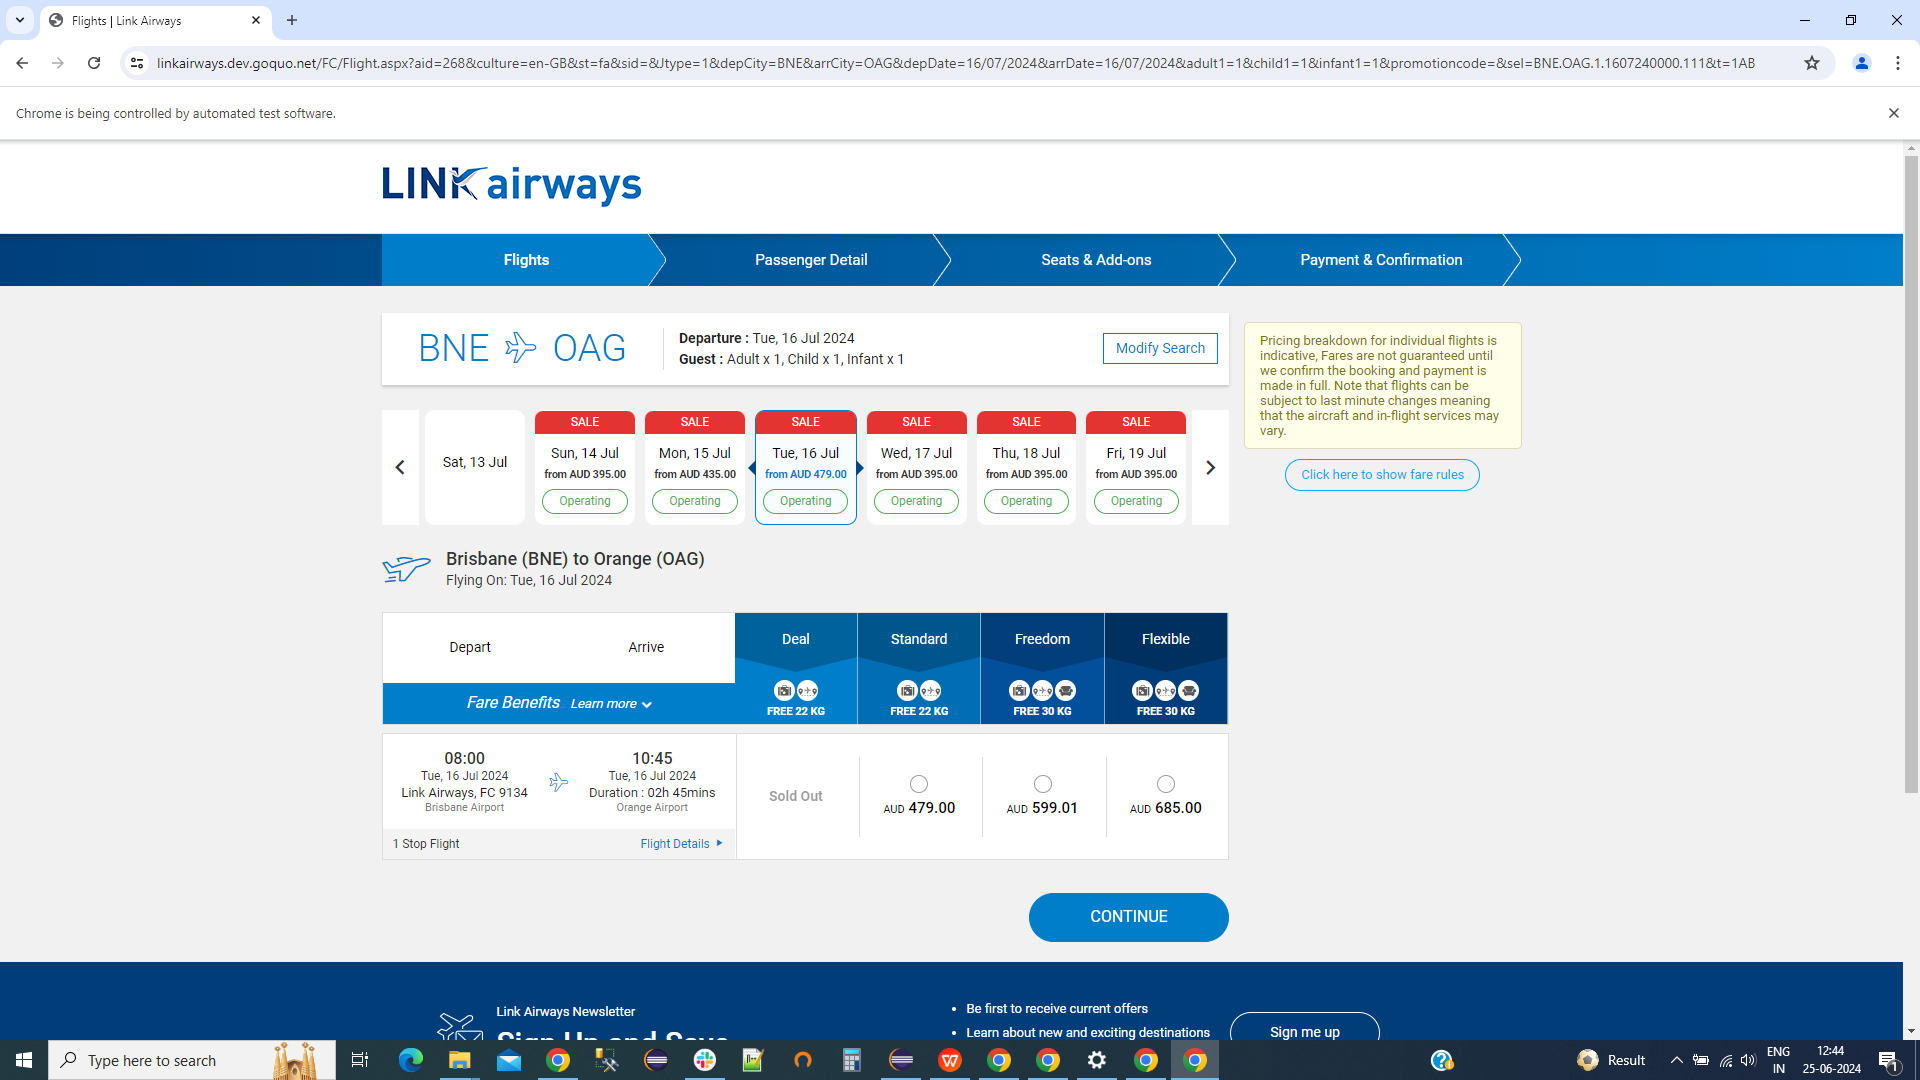 Flights | Link Airways
linkairways.dev.goquo.net/FC/Flight.aspx?aid=268&culture=en-GB&st=fa&sid=&Jtype=1&depCity=BNE&arrCity=OAG&depDate=16/07/2024&arrDate=16/07/2024&adult1=1&child1=1&infant1=1&promotioncode=&sel=BNE.OAG.1.1607240000.111&t=1AB
Chrome is being controlled by automated test software.
LINK airways
Flights Passenger Detail Seats & Add-ons Payment & Confirmation
BNE OAG
Departure : Tue, 16 Jul 2024
Guest : Adult x 1, Child x 1, Infant x 1
Modify Search
Pricing breakdown for individual flights is
indicative, Fares are not guaranteed until
we confirm the booking and payment is
made in full. Note that flights can be
subject to last minute changes meaning
that the aircraft and in-flight services may
vary.
Click here to show fare rules
SALE SALE SALE SALE SALE SALE
Sat, 13 Jul Sun, 14 Jul Mon, 15 Jul Tue, 16 Jul Wed, 17 Jul Thu, 18 Jul Fri, 19 Jul
from AUD 395.00 from AUD 435.00 from AUD 479.00 from AUD 395.00 from AUD 395.00 from AUD 395.00
Operating Operating Operating Operating Operating Operating
Brisbane (BNE) to Orange (OAG)
Flying On: Tue, 16 Jul 2024
Depart Arrive Deal Standard Freedom Flexible
Fare Benefits Learn more
FREE 22 KG FREE 22 KG FREE 30 KG FREE 30 KG
08:00 10:45
Tue, 16 Jul 2024 Tue, 16 Jul 2024
Link Airways, FC 9134 Duration : 02h 45mins
Brisbane Airport Orange Airport
Sold Out AUD 479.00 AUD 599.01 AUD 685.00
1 Stop Flight Flight Details
CONTINUE
Link Airways Newsletter
Sign Up and Save
Be first to receive current offers
Learn about new and exciting destinations
Sign me up
Type here to search
Result
ENG
IN
12:44
25-06-2024
1